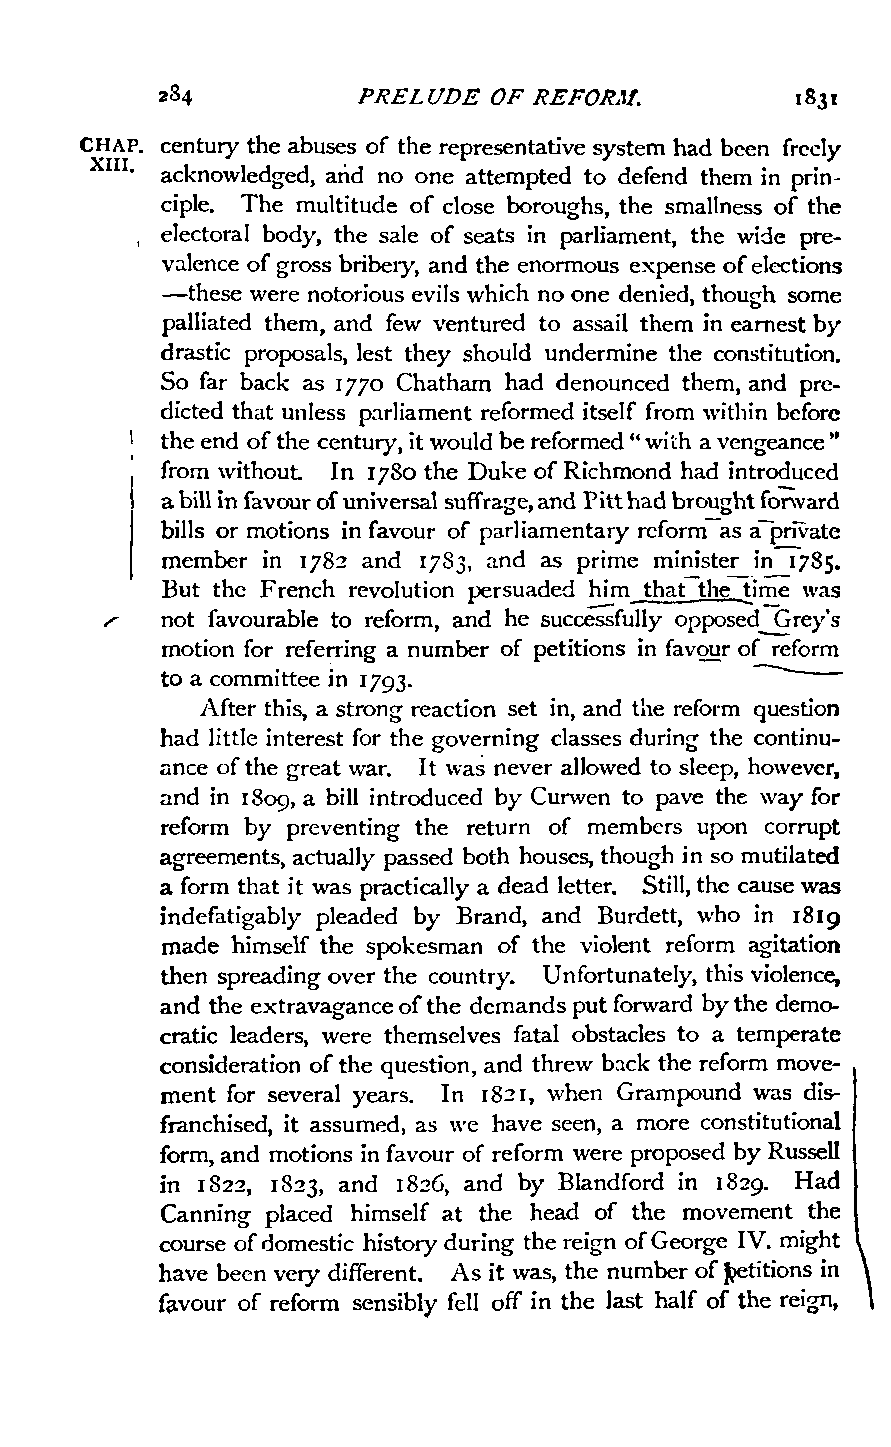 284 PRELUDE OF REFORM. 1831
CHAP. century the abuses of the representative system had been freely
XIII. acknowledged, and no one attempted to defend them in prin-
ciple. The multitude of close boroughs, the smallness of the
electoral body, the sale of seats in parliament, the wide pre-
valence of gross bribery, and the enormous expense of elections
—these were notorious evils which no one denied, though some
palliated them, and few ventured to assail them in earnest by
drastic proposals, lest they should undermine the constitution.
So far back as 1770 Chatham had denounced them, and pre-
dicted that unless parliament reformed itself from within before
the end of the century, it would be reformed "with a vengeance"
from without. In 1780 the Duke of Richmond had introduced
a bill in favour of universal suffrage, and Pitt had brought forward
bills or motions in favour of parliamentary reform as a private
member in 1782 and 1783, and as prime minister in 1785.
But the French revolution persuaded him that the time was
not favourable to reform, and he successfully opposed Grey's
motion for referring a number of petitions in favour of reform
to a committee in 1793.
After this, a strong reaction set in, and the reform question
had little interest for the governing classes during the continu-
ance of the great war. It was never allowed to sleep, however,
and in 1809, a bill introduced by Curwen to pave the way for
reform by preventing the return of members upon corrupt
agreements, actually passed both houses, though in so mutilated
a form that it was practically a dead letter. Still, the cause was
indefatigably pleaded by Brand, and Burdett, who in 1819
made himself the spokesman of the violent reform agitation
then spreading over the country. Unfortunately, this violence,
and the extravagance of the demands put forward by the demo-
cratic leaders, were themselves fatal obstacles to a temperate
consideration of the question, and threw back the reform move-
ment for several years. In 1821, when Grampound was dis-
franchised, it assumed, as we have seen, a more constitutional
form, and motions in favour of reform were proposed by Russell
in 1822, 1823, and 1826, and by Blandford in 1829. Had
Canning placed himself at the head of the movement the
course of domestic history during the reign of George IV. might
have been very different. As it was, the number of petitions in
favour of reform sensibly fell off in the last half of the reign,